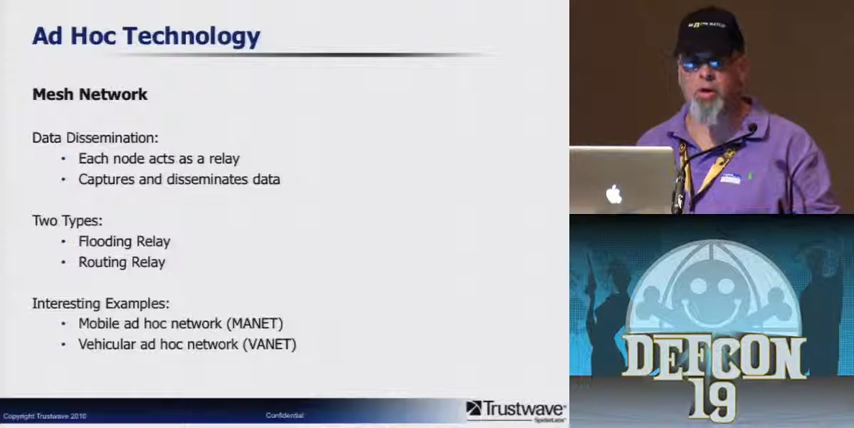 Ad Hoc Technology
Mesh Network
Data Dissemination:
• Each node acts as a relay
• Captures and disseminates data
Two Types:
• Flooding Relay
• Routing Relay
Interesting Examples:
• Mobile ad hoc network (MANET)
• Vehicular ad hoc network (VANET)
Copyright Trustwave 2010
Confidential
Trustwave
SpiderLabs
DEFCON
19